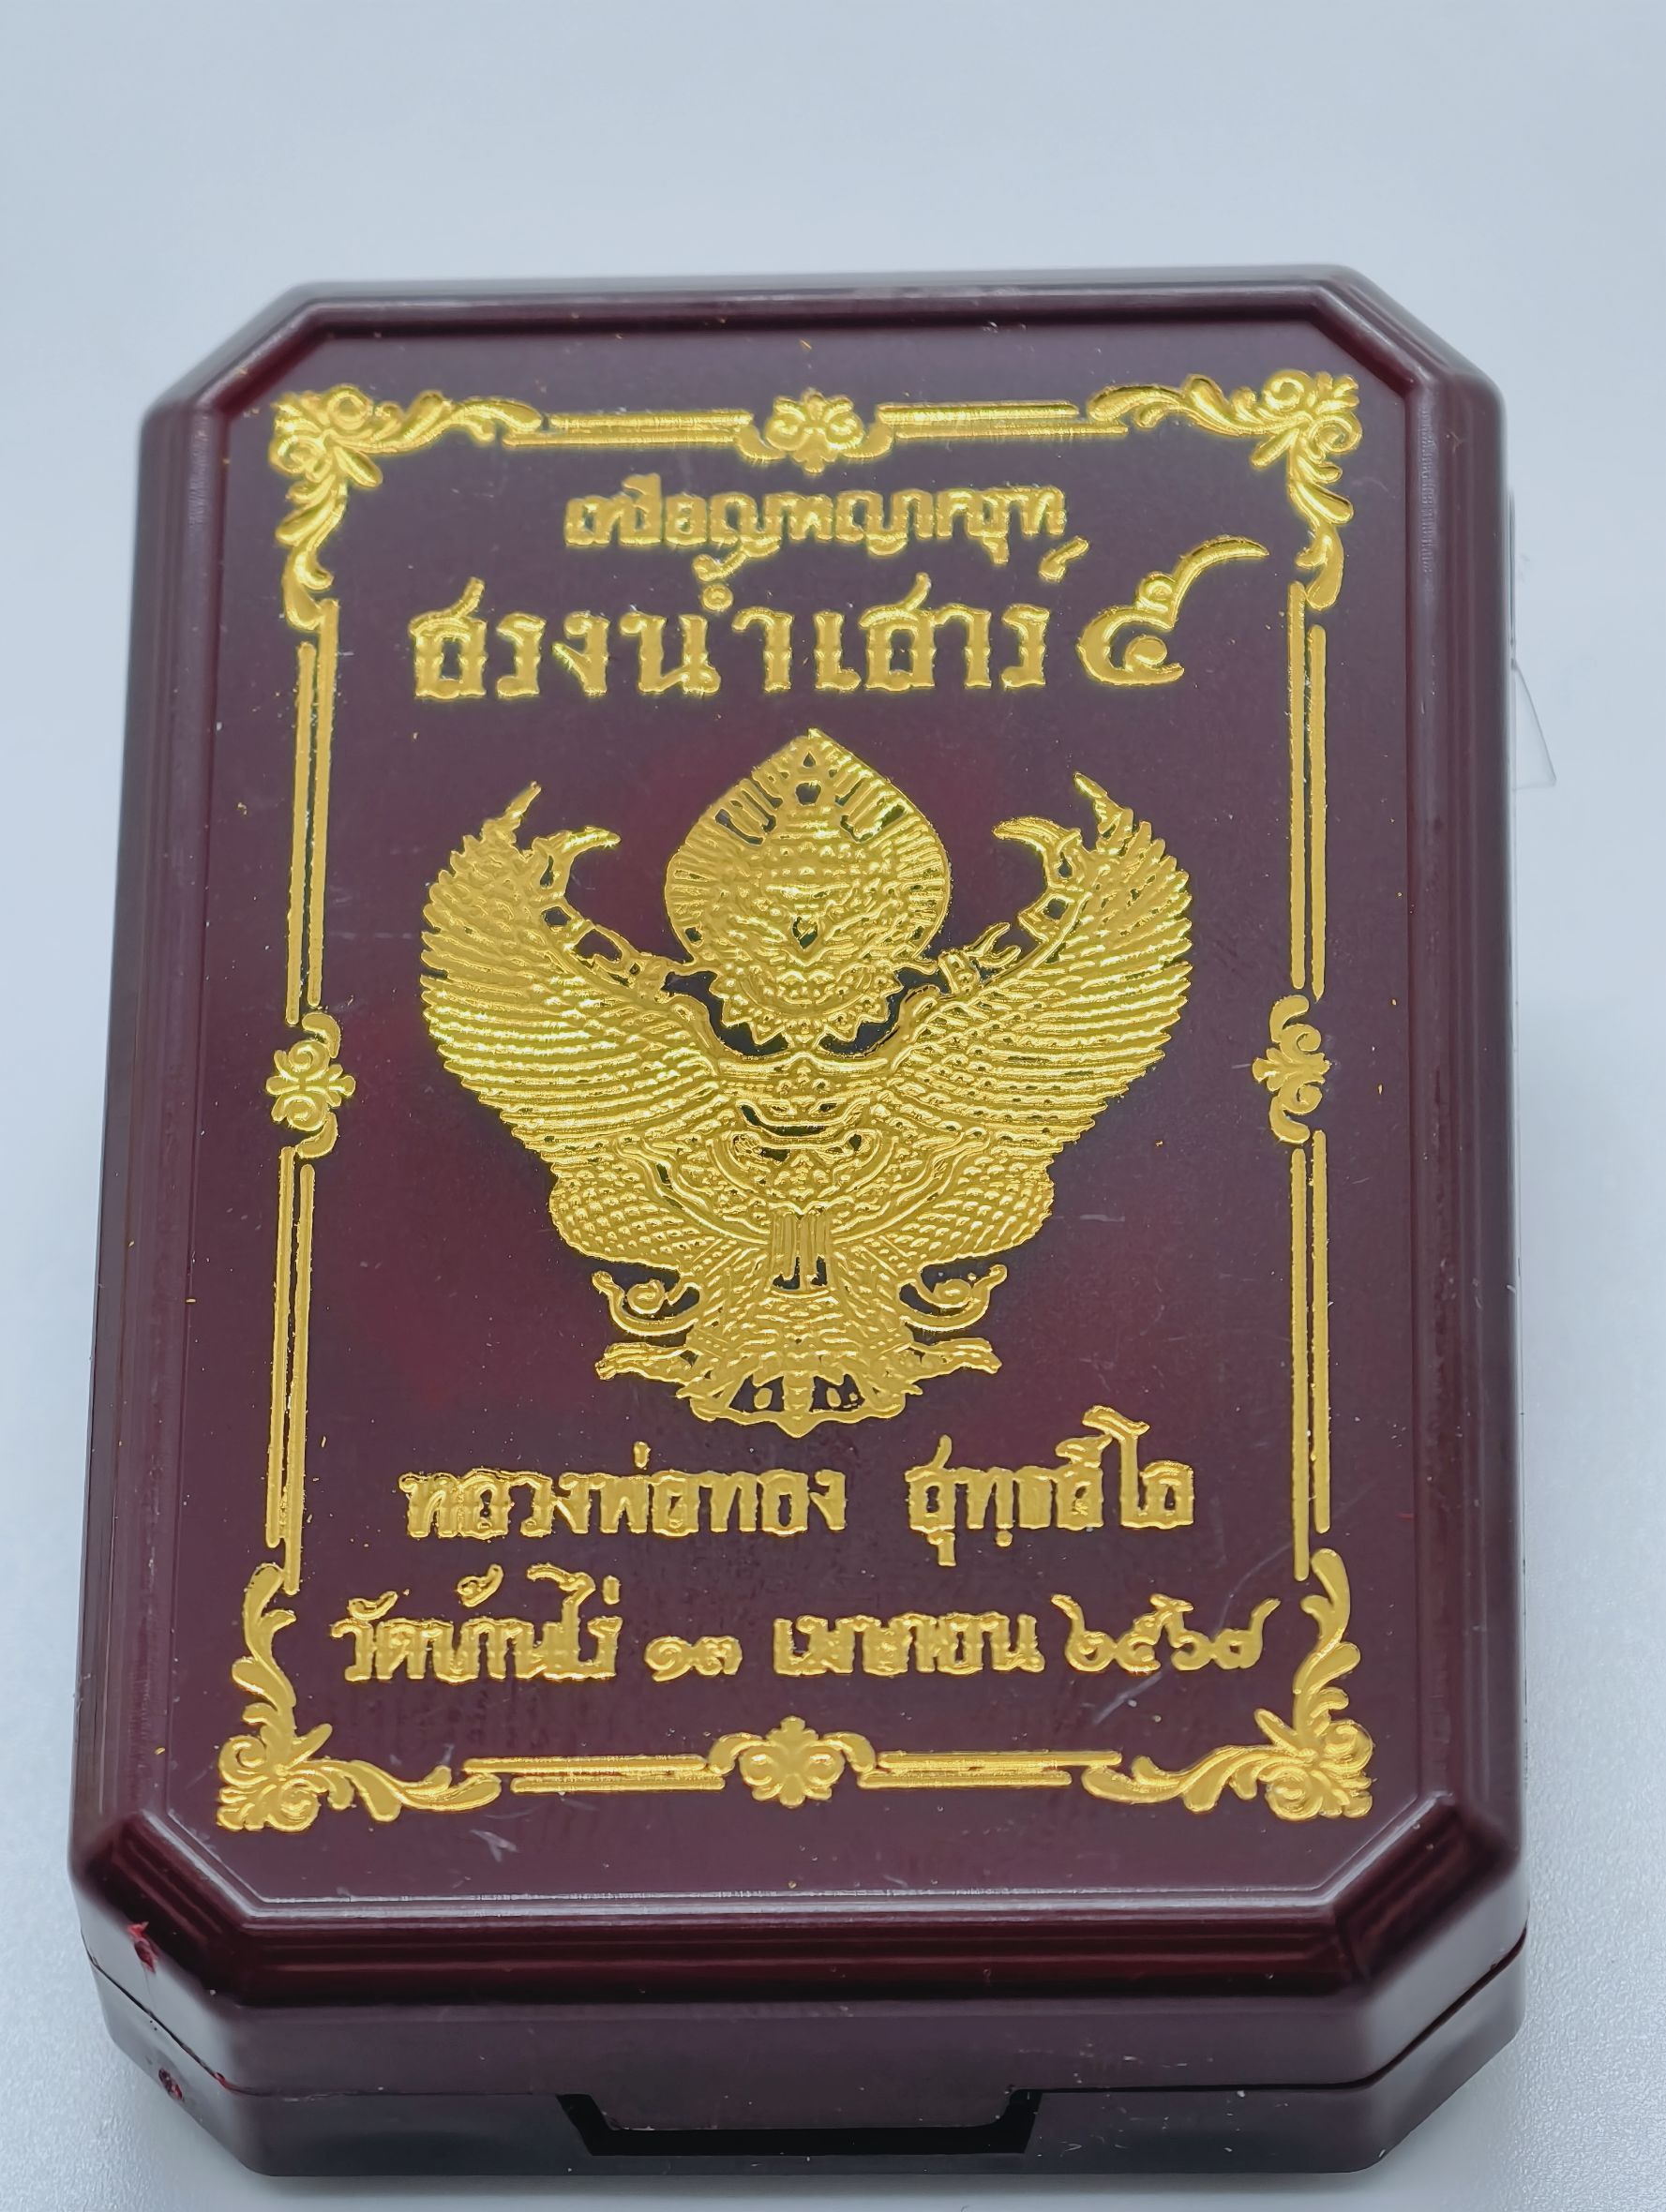 เหรียญพญาครุฑ
สรงน้ำเสาร์ ๕
หลวงพ่อทอง สุทฺธสีโล
วัดบ้านไร่ ๑๓ เมษายน ๒๕๖๗